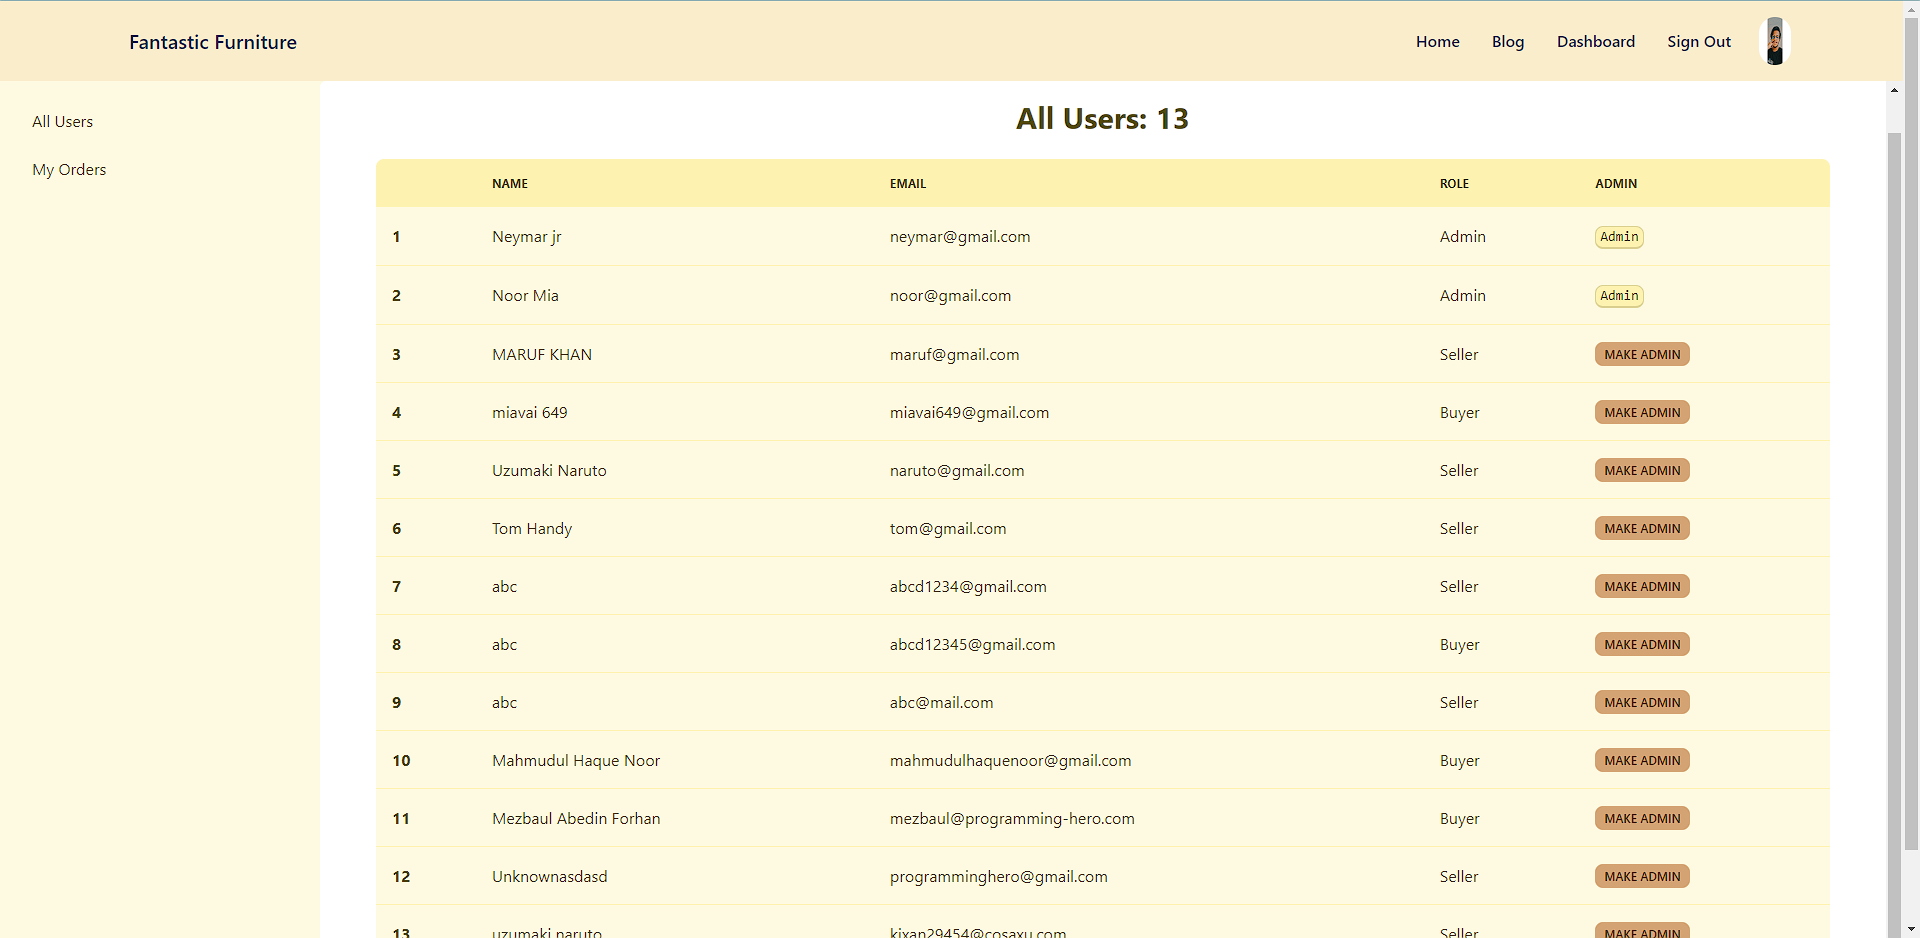 Fantastic Furniture Home Blog Dashboard Sign Out
All Users
My Orders
All Users: 13
NAME EMAIL ROLE ADMIN
1 Neymar jr neymar@gmail.com Admin Admin
2 Noor Mia noor@gmail.com Admin Admin
3 MARUF KHAN maruf@gmail.com Seller MAKE ADMIN
4 miavai 649 miavai649@gmail.com Buyer MAKE ADMIN
5 Uzumaki Naruto naruto@gmail.com Seller MAKE ADMIN
6 Tom Handy tom@gmail.com Seller MAKE ADMIN
7 abc abcd1234@gmail.com Seller MAKE ADMIN
8 abc abcd12345@gmail.com Buyer MAKE ADMIN
9 abc abc@mail.com Seller MAKE ADMIN
10 Mahmudul Haque Noor mahmudulhaquenoor@gmail.com Buyer MAKE ADMIN
11 Mezbaul Abedin Forhan mezbaul@programming-hero.com Buyer MAKE ADMIN
12 Unknownasdasd programminghero@gmail.com Seller MAKE ADMIN
13 uzumaki naruto kixan29454@cosaxu.com Seller MAKE ADMIN